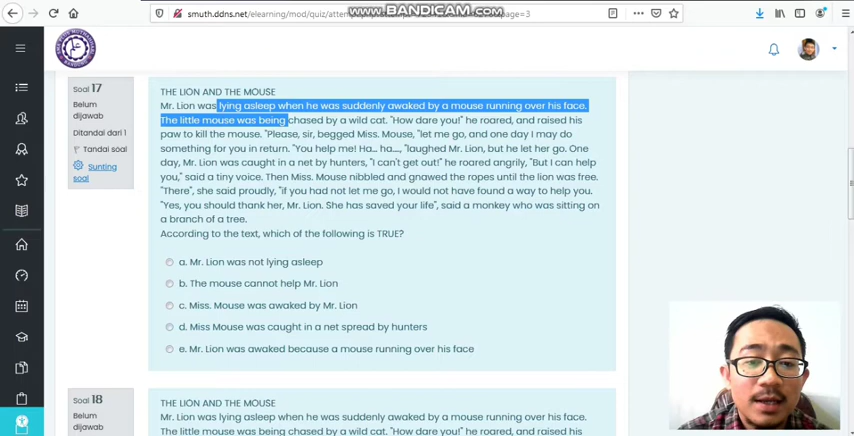 www.BANDICAM.com
smuth.ddns.net/elearning/mod/quiz/
page=3
Soal 17
Belum
dijawab
Ditandai dari 1
Tandai soal
Sunting
soal
THE LION AND THE MOUSE
Mr. Lion was lying asleep when he was suddenly awaked by a mouse running over his face.
The little mouse was being chased by a wild cat. "How dare you!" he roared, and raised his
paw to kill the mouse. "Please, sir, begged Miss. Mouse, "let me go, and one day I may do
something for you in return. "You help me! Ha... ha...., "laughed Mr. Lion, but he let her go. One
day, Mr. Lion was caught in a net by hunters, "I can't get out!" he roared angrily, "But I can help
you," said a tiny voice. Then Miss. Mouse nibbled and gnawed the ropes until the lion was free.
"There", she said proudly, "if you had not let me go, I would not have found a way to help you.
"Yes, you should thank her, Mr. Lion. She has saved your life", said a monkey who was sitting on
a branch of a tree.
According to the text, which of the following is TRUE?
a. Mr. Lion was not lying asleep
b. The mouse cannot help Mr. Lion
c. Miss. Mouse was awaked by Mr. Lion
d. Miss Mouse was caught in a net spread by hunters
e. Mr. Lion was awaked because a mouse running over his face
Soal 18
Belum
dijawab
THE LION AND THE MOUSE
Mr. Lion was lying asleep when he was suddenly awaked by a mouse running over his face.
The little mouse was being chased by a wild cat. "How dare you!" he roared, and raised his